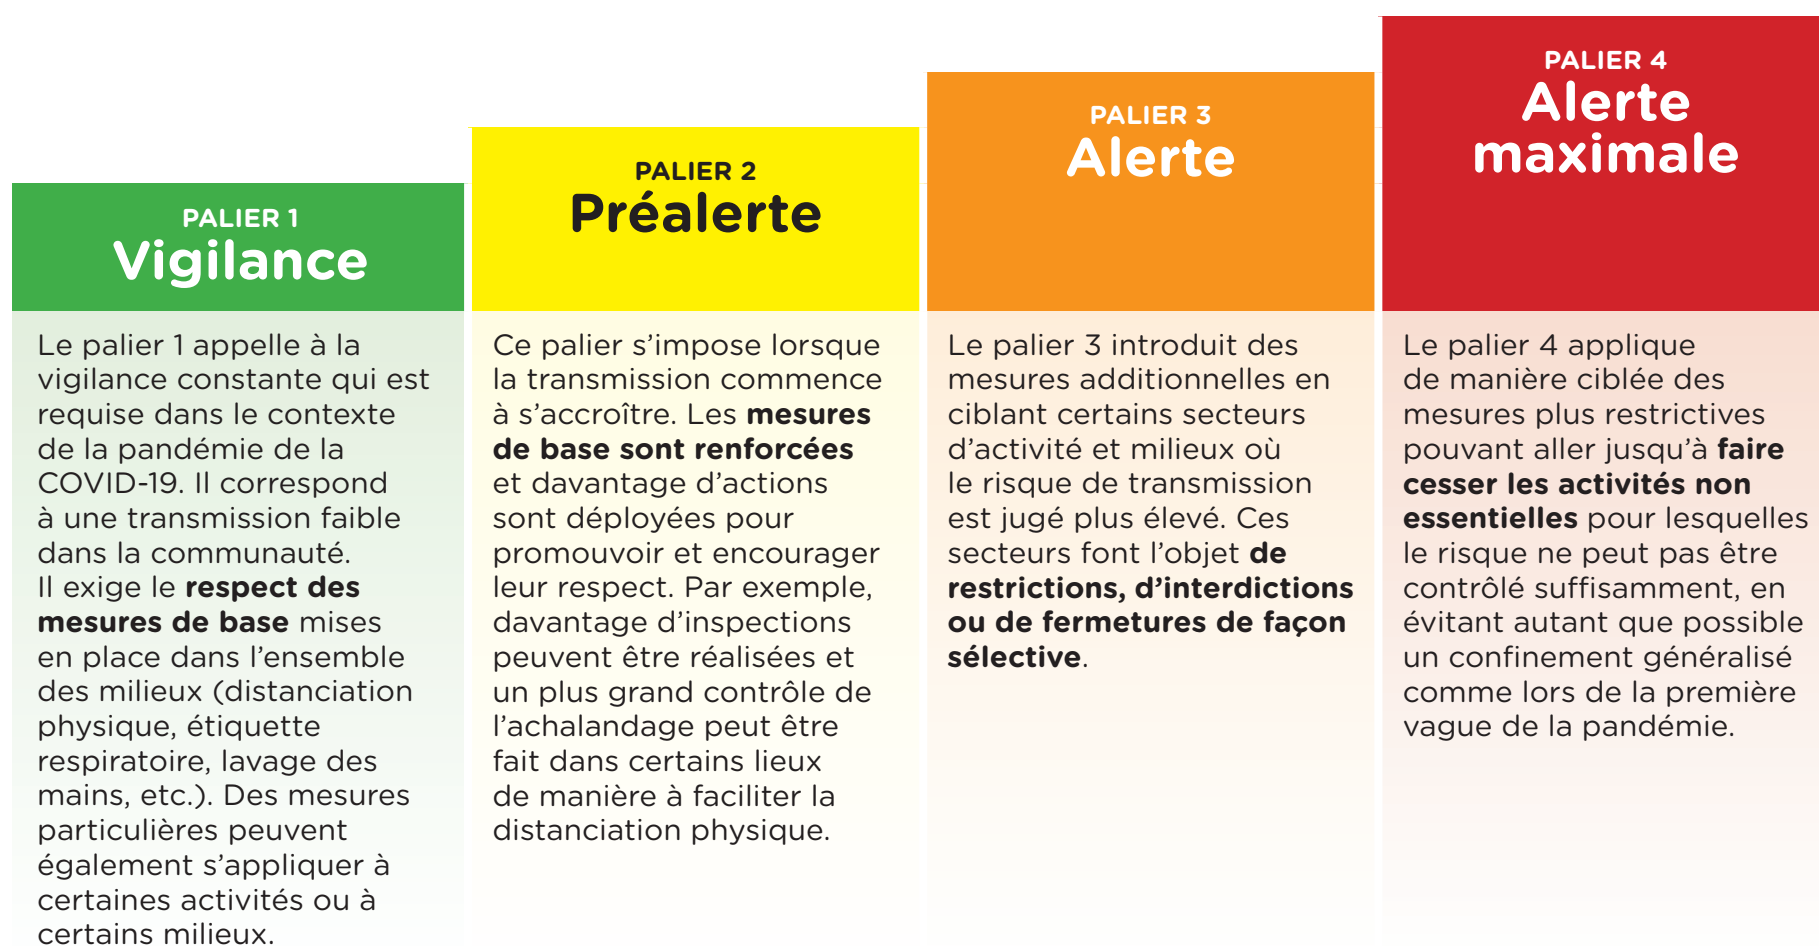 PALIER 1
Vigilance
Le palier 1 appelle à la
vigilance constante qui est
requise dans le contexte
de la pandémie de la
COVID-19. Il correspond
à une transmission faible
dans la communauté.
Il exige le respect des
mesures de base mises
en place dans l’ensemble
des milieux (distanciation
physique, étiquette
respiratoire, lavage des
mains, etc.). Des mesures
particulières peuvent
également s’appliquer à
certaines activités ou à
certains milieux.
PALIER 2
Préalerte
Ce palier s’impose lorsque
la transmission commence
à s’accroître. Les mesures
de base sont renforcées
et davantage d’actions
sont déployées pour
promouvoir et encourager
leur respect. Par exemple,
davantage d’inspections
peuvent être réalisées et
un plus grand contrôle de
l’achalandage peut être
fait dans certains lieux
de manière à faciliter la
distanciation physique.
PALIER 3
Alerte
Le palier 3 introduit des
mesures additionnelles en
ciblant certains secteurs
d’activité et milieux où
le risque de transmission
est jugé plus élevé. Ces
secteurs font l’objet de
restrictions, d’interdictions
ou de fermetures de façon
sélective.
PALIER 4
Alerte
maximale
Le palier 4 applique
de manière ciblée des
mesures plus restrictives
pouvant aller jusqu’à faire
cesser les activités non
essentielles pour lesquelles
le risque ne peut pas être
contrôlé suffisamment, en
évitant autant que possible
un confinement généralisé
comme lors de la première
vague de la pandémie.